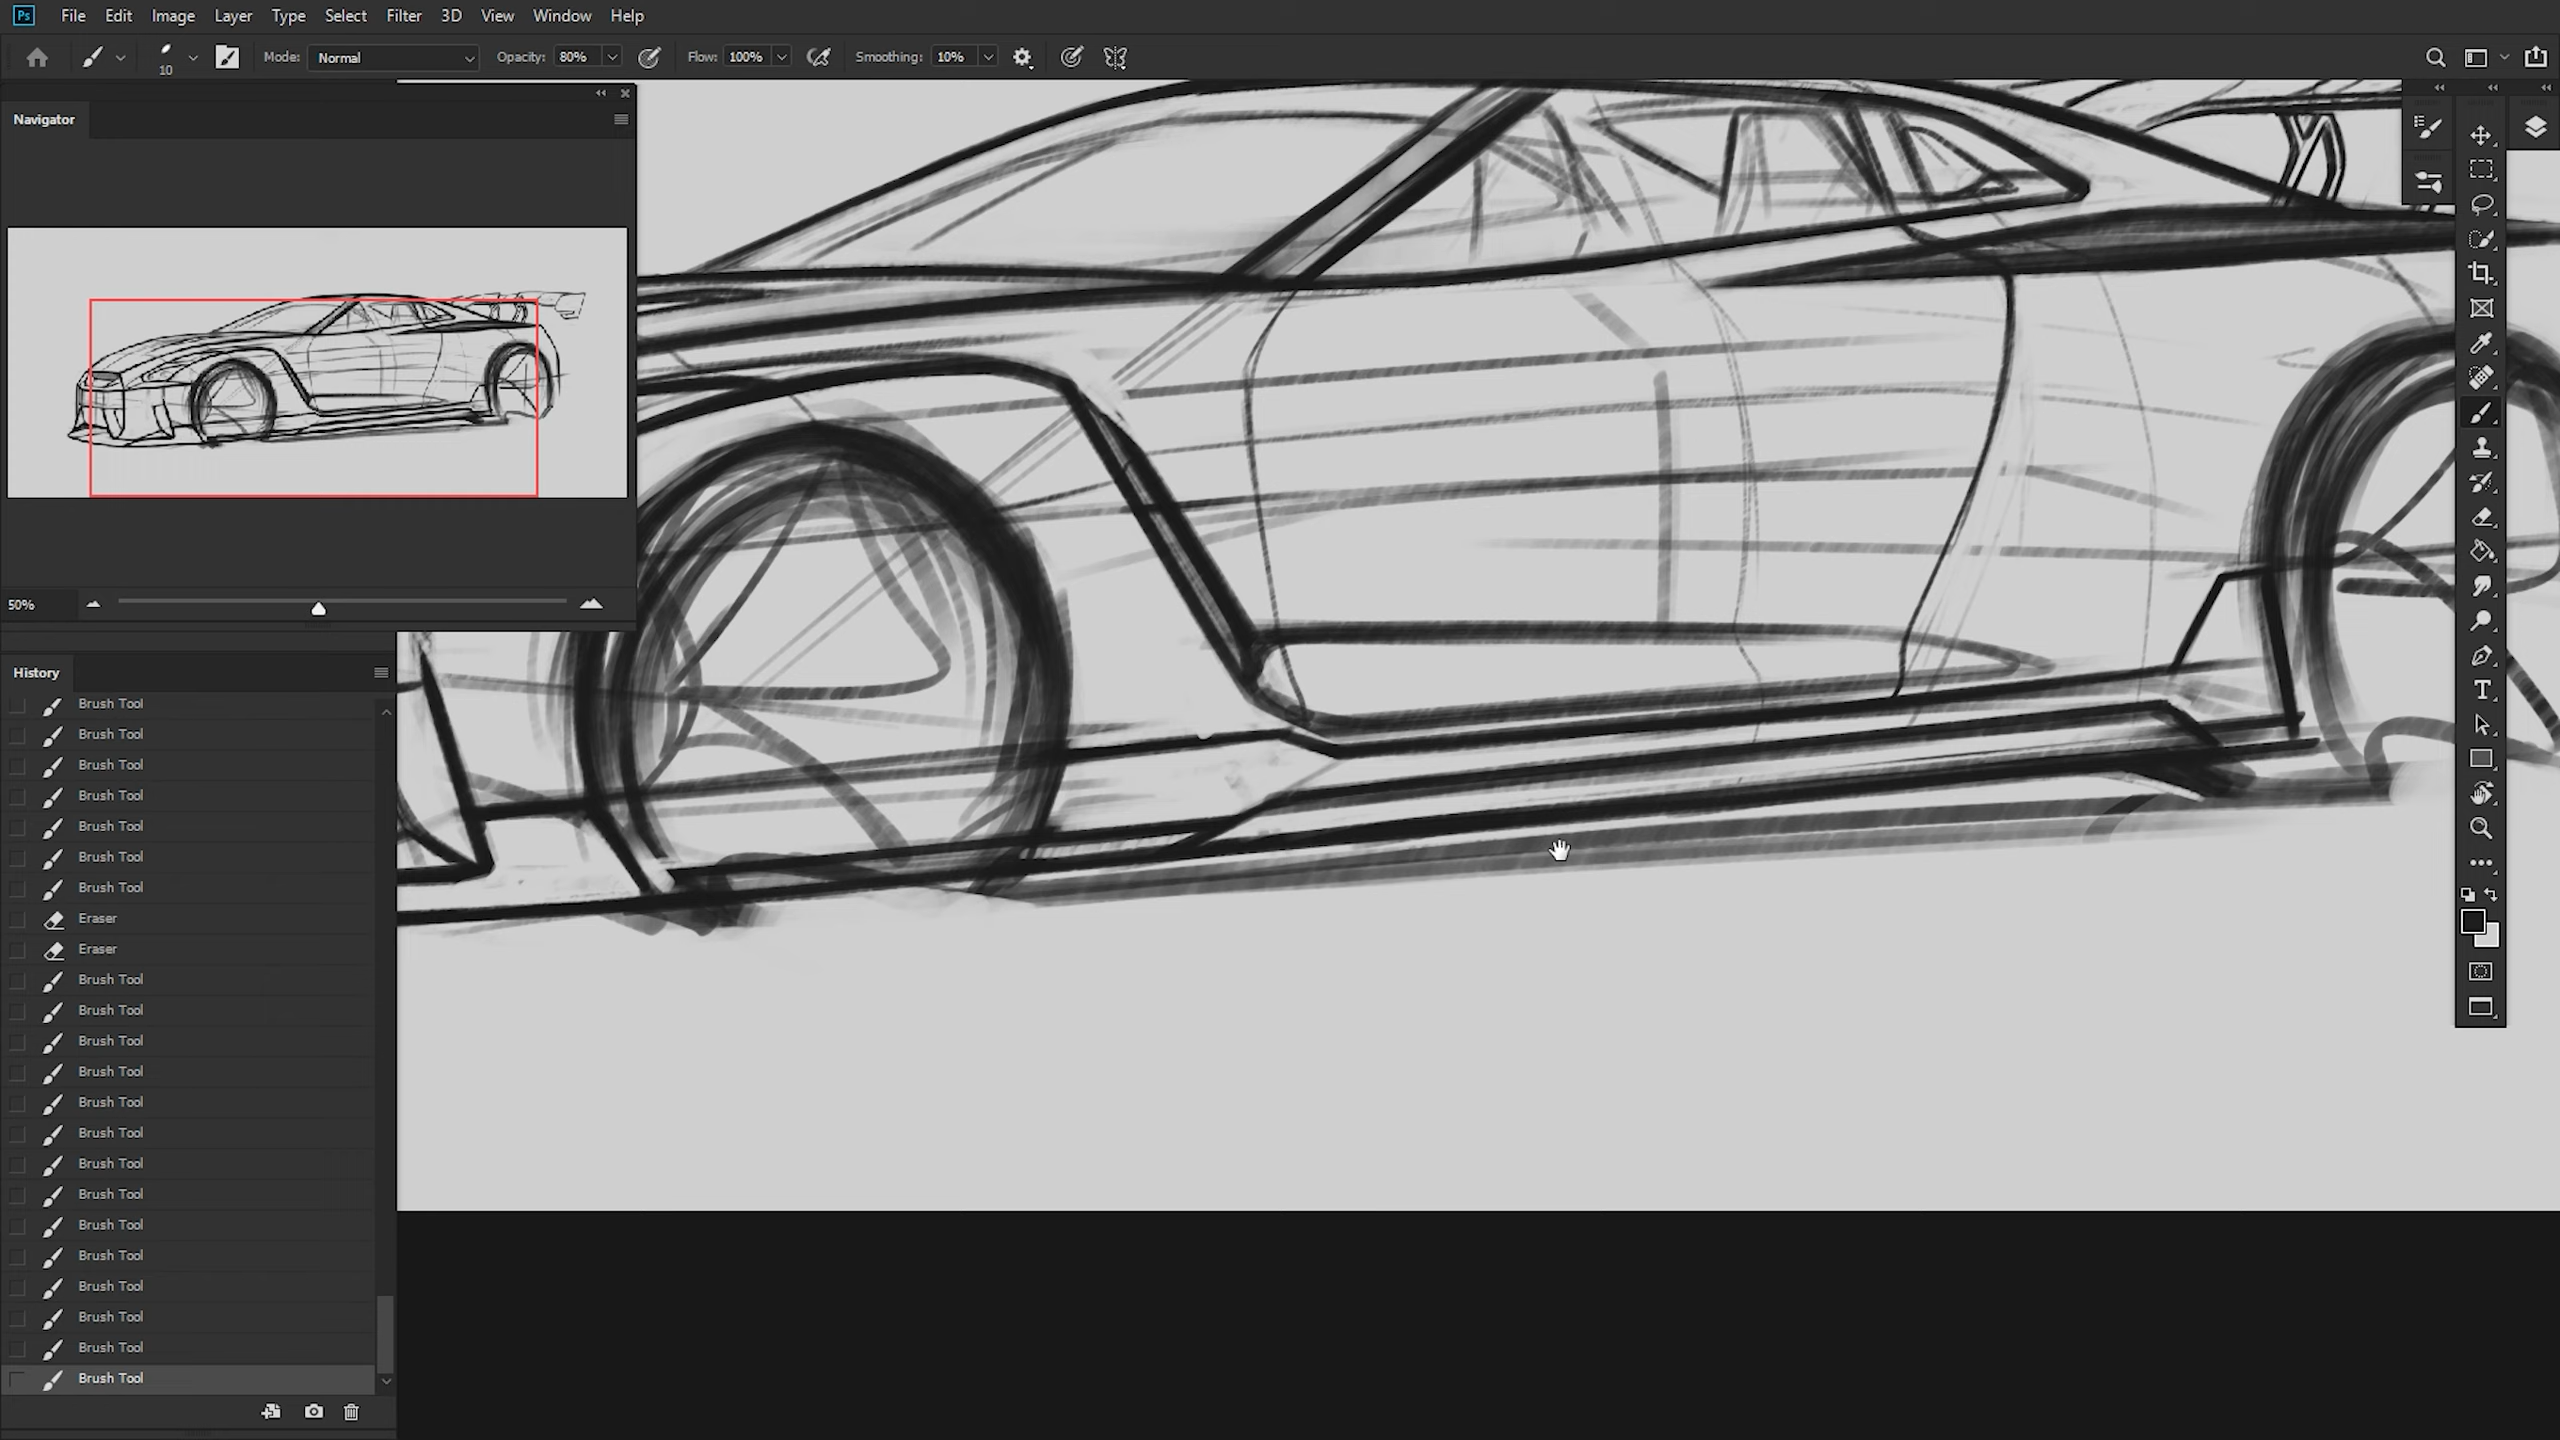 Ps File Edit Image Layer Type Select Filter 3D View Window Help
10 Mode: Normal Opacity: 80% Flow: 100% Smoothing: 10%
Navigator
50%
History
Brush Tool
Brush Tool
Brush Tool
Brush Tool
Brush Tool
Brush Tool
Brush Tool
Eraser
Eraser
Brush Tool
Brush Tool
Brush Tool
Brush Tool
Brush Tool
Brush Tool
Brush Tool
Brush Tool
Brush Tool
Brush Tool
Brush Tool
Brush Tool
Brush Tool
Brush Tool